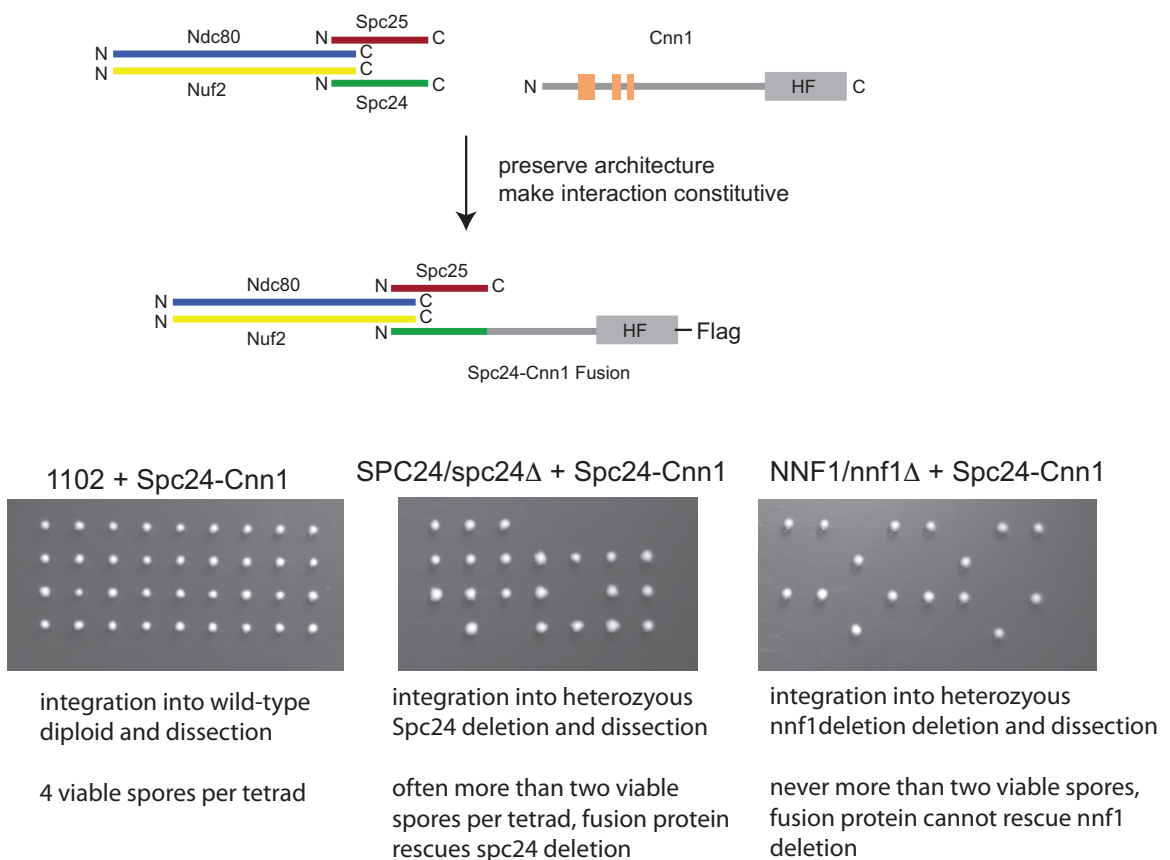 Spc25
Ndc80
N
C
N
C
N
C
Nuf2
N
C
Spc24
Cnn1
N
HF
C
preserve architecture
make interaction constitutive
Spc25
Ndc80
N
C
N
C
N
C
Nuf2
N
HF
Flag
Spc24-Cnn1 Fusion
1102 + Spc24-Cnn1
integration into wild-type
diploid and dissection
4 viable spores per tetrad
SPC24/spc24Δ + Spc24-Cnn1
integration into heterozyous
Spc24 deletion and dissection
often more than two viable
spores per tetrad, fusion protein
rescues spc24 deletion
NNF1/nnf1Δ + Spc24-Cnn1
integration into heterozyous
nnf1deletion deletion and dissection
never more than two viable spores,
fusion protein cannot rescue nnf1
deletion